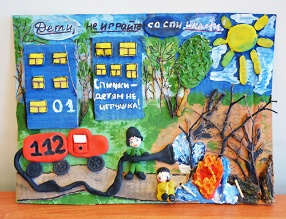 Дети, не играйте со спичками
Спички –
детям не
игрушка!
01
112